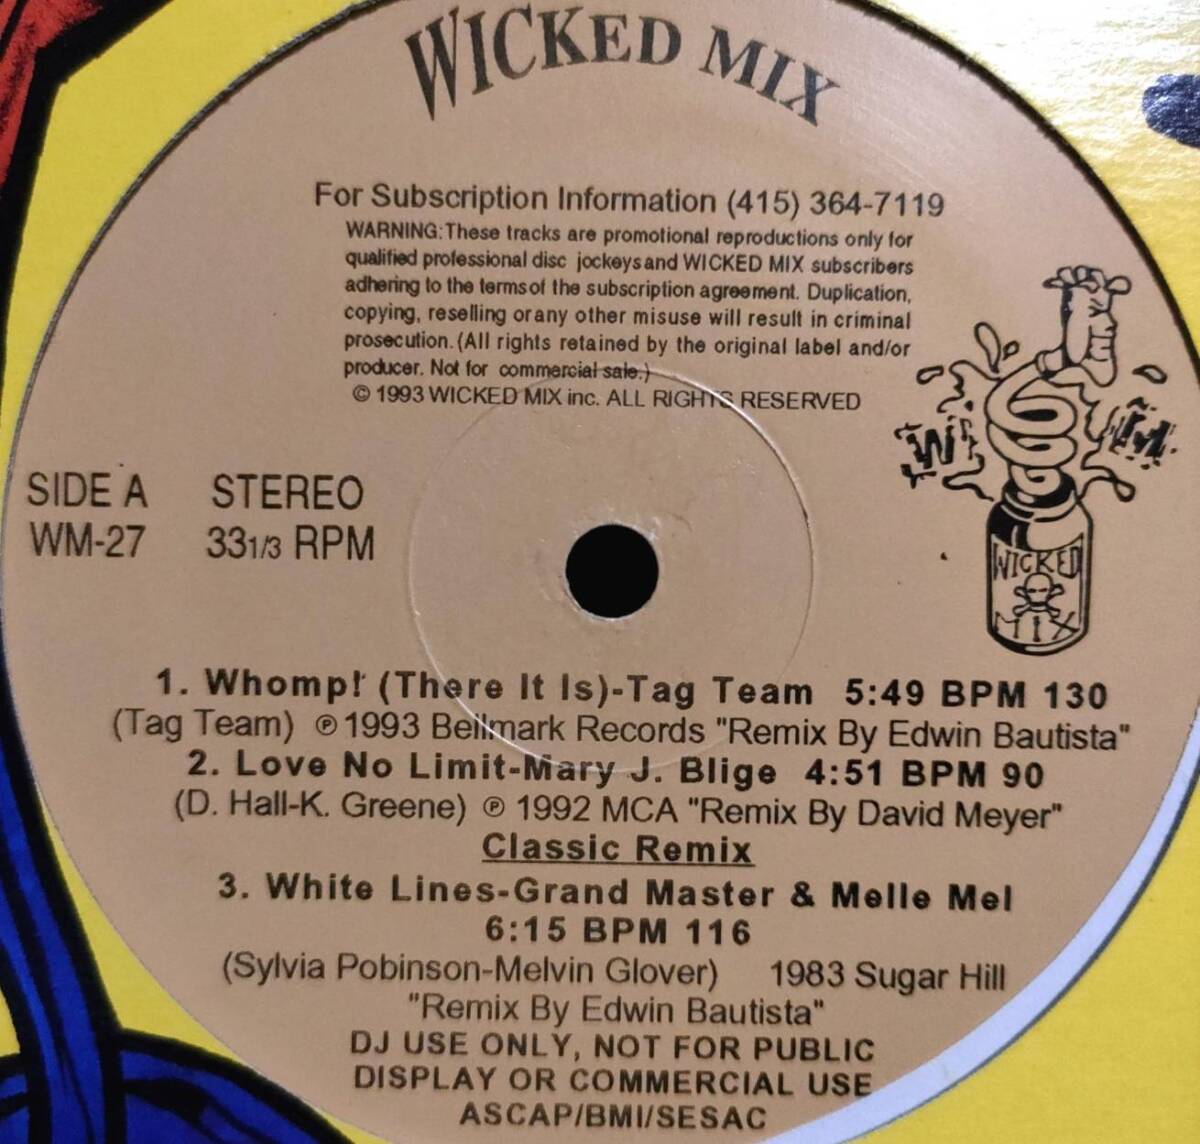 WICKED MIX
For Subscription Information (415) 364-7119
WARNING: These tracks are promotional reproductions only for
qualified professional disc jockeys and WICKED MIX subscribers
adhering to the terms of the subscription agreement. Duplication,
copying, reselling or any other misuse will result in criminal
prosecution. (All rights retained by the original label and/or
producer. Not for commercial sale.)
© 1993 WICKED MIX inc. ALL RIGHTS RESERVED
W M
SIDE A STEREO
WM-27 33 1/3 RPM
WICKED
MIX
1. Whomp! (There It Is)-Tag Team 5:49 BPM 130
(Tag Team) ℗ 1993 Bellmark Records "Remix By Edwin Bautista"
2. Love No Limit-Mary J. Blige 4:51 BPM 90
(D. Hall-K. Greene) ℗ 1992 MCA "Remix By David Meyer"
Classic Remix
3. White Lines-Grand Master & Melle Mel
6:15 BPM 116
(Sylvia Pobinson-Melvin Glover) 1983 Sugar Hill
"Remix By Edwin Bautista"
DJ USE ONLY, NOT FOR PUBLIC
DISPLAY OR COMMERCIAL USE
ASCAP/BMI/SESAC